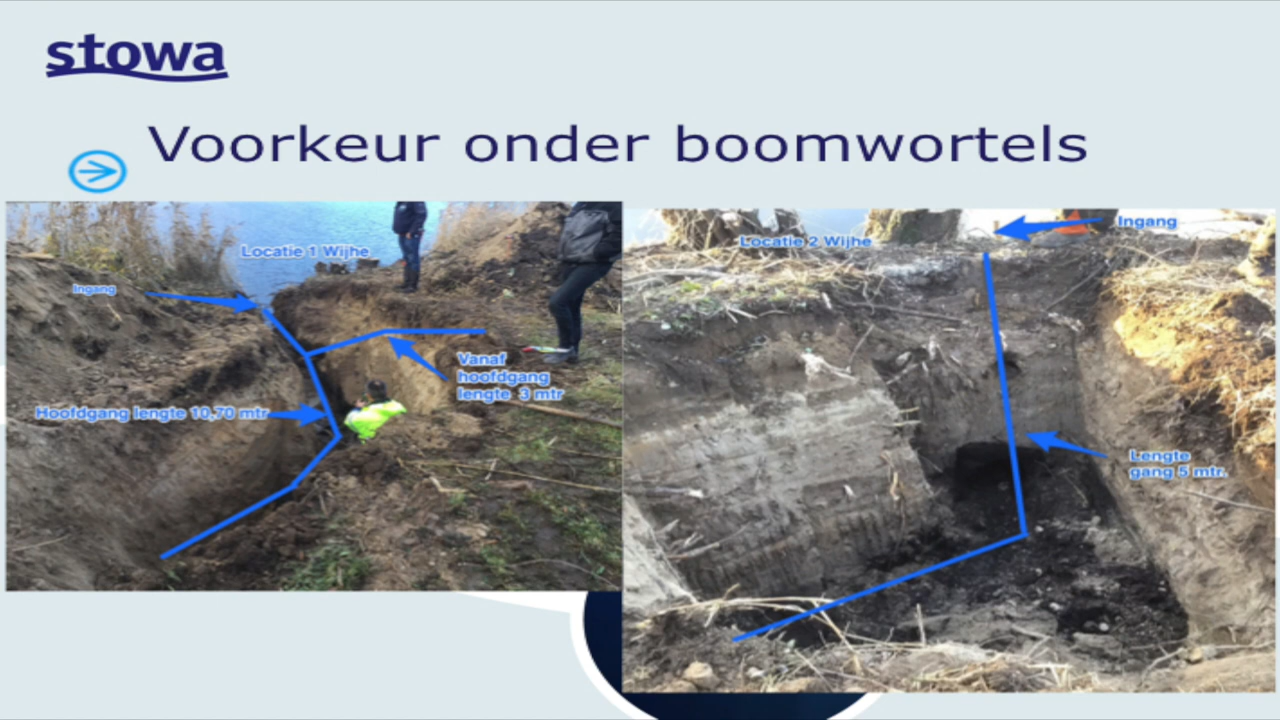 stowa
Voorkeur onder boomwortels
Locatie 1 Wijhe
Ingang
Hoofdgang lengte 10,70 mtr
Vanaf
hoofdgang
lengte 3 mtr
Locatie 2 Wijhe
Ingang
Lengte
gang 5 mtr.